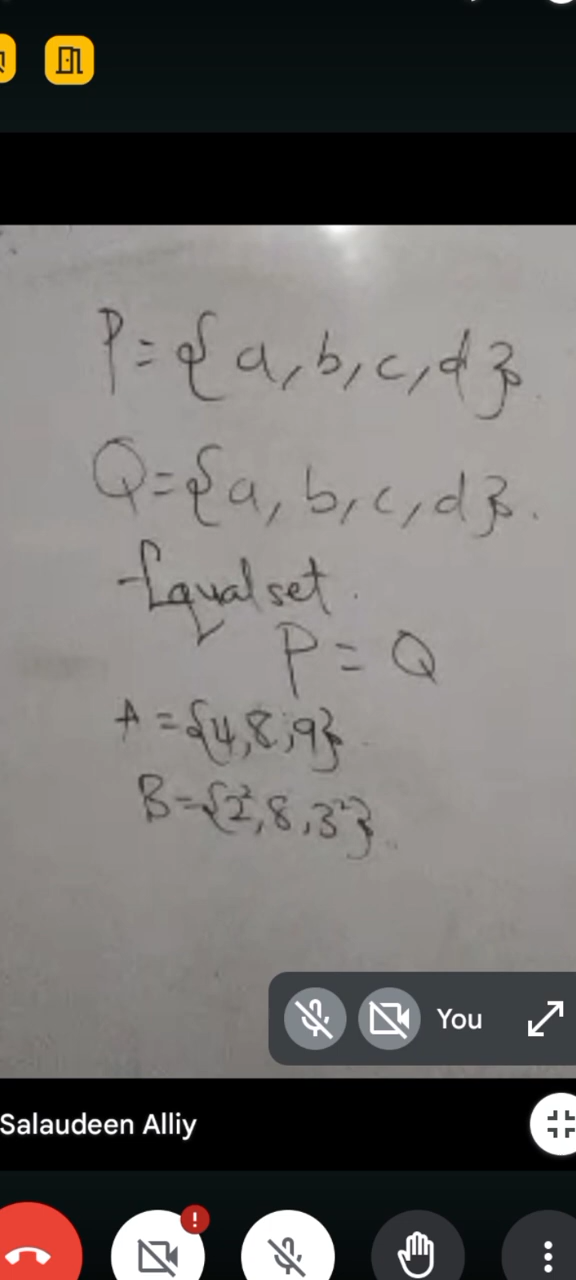 P = {a, b, c, d}.
Q = {a, b, c, d}.
- Equal set.
P = Q
A = {4, 8, 9}.
B = {2², 8, 3²}.
You
Salaudeen Alliy
!